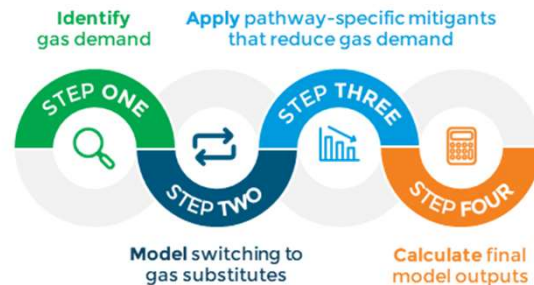 Identify
gas demand
Apply pathway-specific mitigants
that reduce gas demand
STEP ONE
STEP TWO
STEP THREE
STEP FOUR
Model switching to
gas substitutes
Calculate final
model outputs